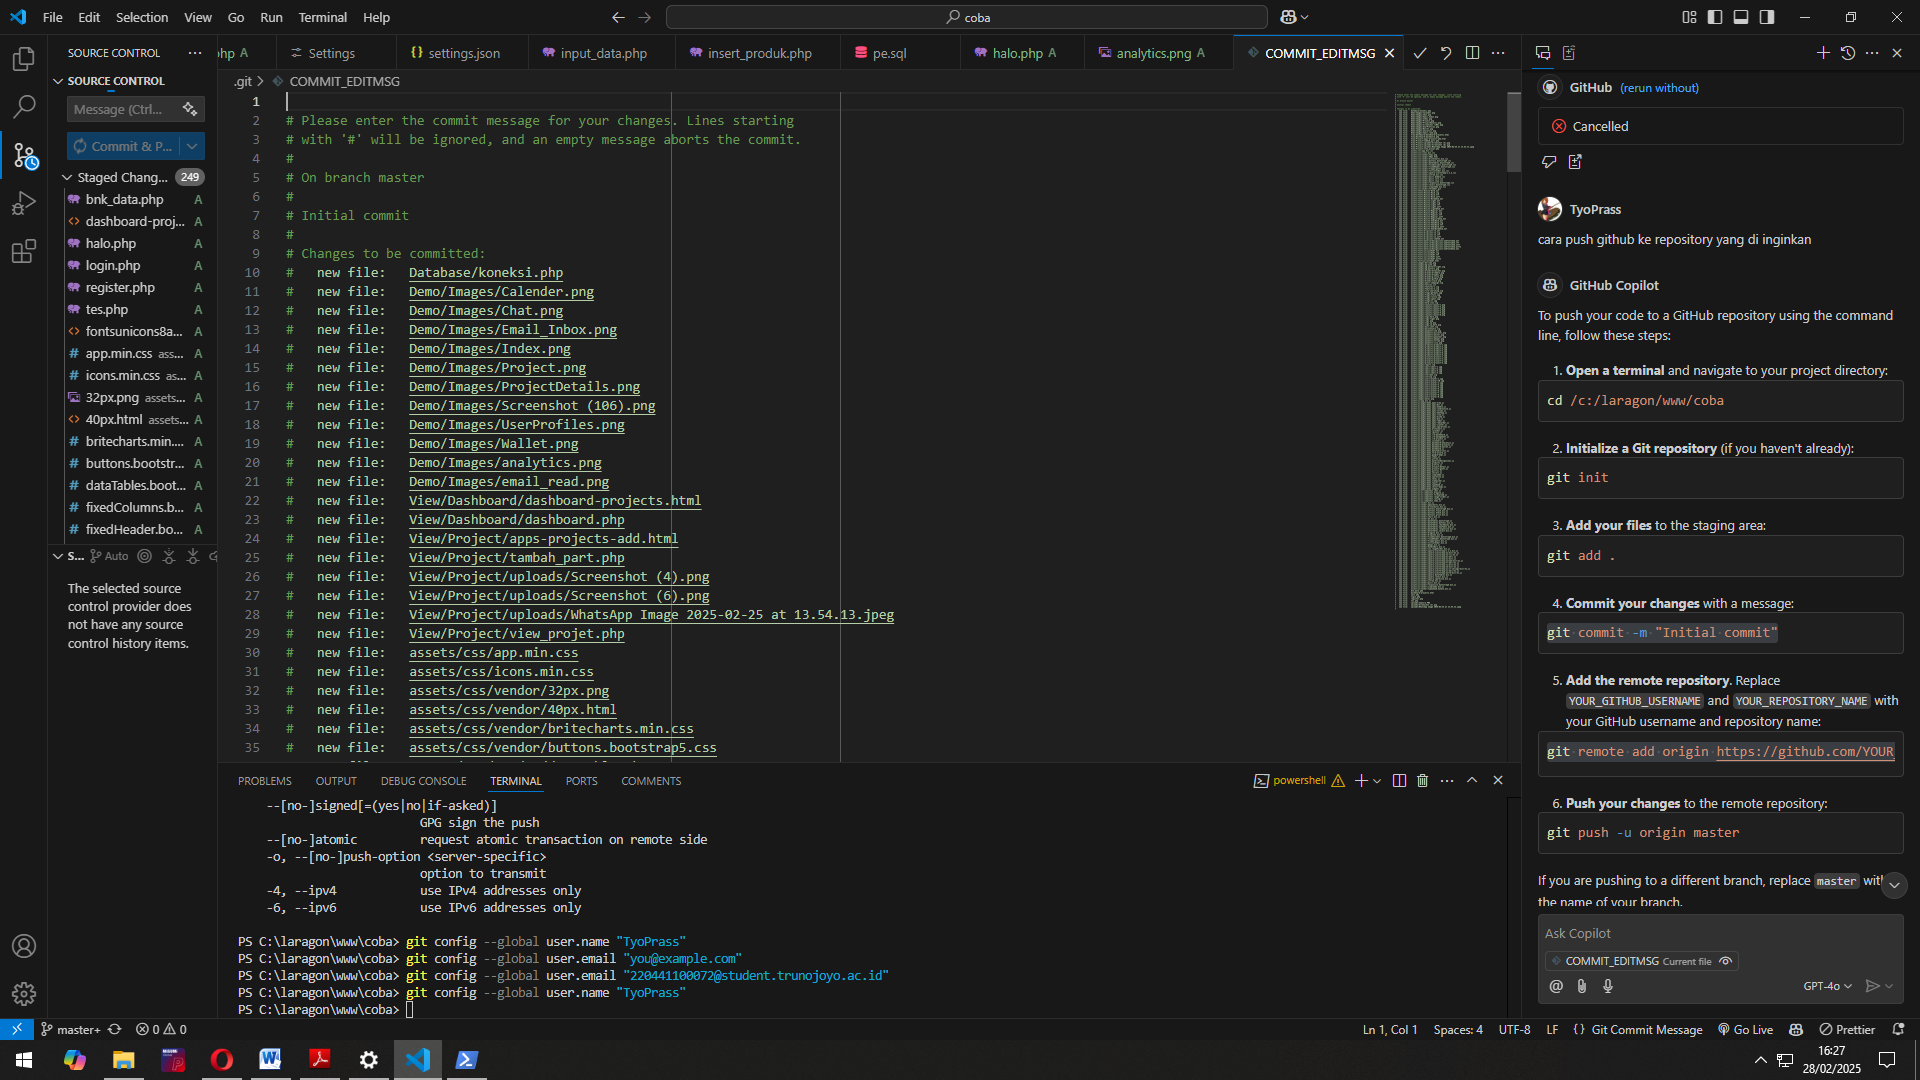 File Edit Selection View Go Run Terminal Help
coba
SOURCE CONTROL
php A
Settings
settings.json
input_data.php
insert_produk.php
pe.sql
halo.php A
analytics.png A
COMMIT_EDITMSG
SOURCE CONTROL
Message (Ctrl...
Commit & P...
Staged Chang... 249
bnk_data.php A
dashboard-proj... A
halo.php A
login.php A
register.php A
tes.php A
fontsunicons8a... A
app.min.css ass... A
icons.min.css as... A
32px.png assets... A
40px.html assets... A
britecharts.min.... A
buttons.bootstr... A
dataTables.boot... A
fixedColumns.b... A
fixedHeader.bo... A
S... Auto
The selected source
control provider does
not have any source
control history items.
.git > COMMIT_EDITMSG
1
2 # Please enter the commit message for your changes. Lines starting
3 # with '#' will be ignored, and an empty message aborts the commit.
4 #
5 # On branch master
6 #
7 # Initial commit
8 #
9 # Changes to be committed:
10 # new file: Database/koneksi.php
11 # new file: Demo/Images/Calender.png
12 # new file: Demo/Images/Chat.png
13 # new file: Demo/Images/Email_Inbox.png
14 # new file: Demo/Images/Index.png
15 # new file: Demo/Images/Project.png
16 # new file: Demo/Images/ProjectDetails.png
17 # new file: Demo/Images/Screenshot (106).png
18 # new file: Demo/Images/UserProfiles.png
19 # new file: Demo/Images/Wallet.png
20 # new file: Demo/Images/analytics.png
21 # new file: Demo/Images/email_read.png
22 # new file: View/Dashboard/dashboard-projects.html
23 # new file: View/Dashboard/dashboard.php
24 # new file: View/Project/apps-projects-add.html
25 # new file: View/Project/tambah_part.php
26 # new file: View/Project/uploads/Screenshot (4).png
27 # new file: View/Project/uploads/Screenshot (6).png
28 # new file: View/Project/uploads/WhatsApp Image 2025-02-25 at 13.54.13.jpeg
29 # new file: View/Project/view_projet.php
30 # new file: assets/css/app.min.css
31 # new file: assets/css/icons.min.css
32 # new file: assets/css/vendor/32px.png
33 # new file: assets/css/vendor/40px.html
34 # new file: assets/css/vendor/britecharts.min.css
35 # new file: assets/css/vendor/buttons.bootstrap5.css
PROBLEMS OUTPUT DEBUG CONSOLE TERMINAL PORTS COMMENTS
powershell
--[no-]signed[=(yes|no|if-asked)]
GPG sign the push
--[no-]atomic request atomic transaction on remote side
-o, --[no-]push-option <server-specific>
option to transmit
-4, --ipv4 use IPv4 addresses only
-6, --ipv6 use IPv6 addresses only
PS C:\laragon\www\coba> git config --global user.name "TyoPrass"
PS C:\laragon\www\coba> git config --global user.email "you@example.com"
PS C:\laragon\www\coba> git config --global user.email "220441100072@student.trunojoyo.ac.id"
PS C:\laragon\www\coba> git config --global user.name "TyoPrass"
PS C:\laragon\www\coba>
GitHub (rerun without)
Cancelled
TyoPrass
cara push github ke repository yang di inginkan
GitHub Copilot
To push your code to a GitHub repository using the command
line, follow these steps:
1. Open a terminal and navigate to your project directory:
cd /c:/laragon/www/coba
2. Initialize a Git repository (if you haven't already):
git init
3. Add your files to the staging area:
git add .
4. Commit your changes with a message:
git commit -m "Initial commit"
5. Add the remote repository. Replace
YOUR_GITHUB_USERNAME and YOUR_REPOSITORY_NAME with
your GitHub username and repository name:
git remote add origin https://github.com/YOUR
6. Push your changes to the remote repository:
git push -u origin master
If you are pushing to a different branch, replace master wit
the name of your branch.
Ask Copilot
COMMIT_EDITMSG Current file
GPT-4o
master+ 0 0
Ln 1, Col 1 Spaces: 4 UTF-8 LF {} Git Commit Message Go Live Prettier
16:27
28/02/2025